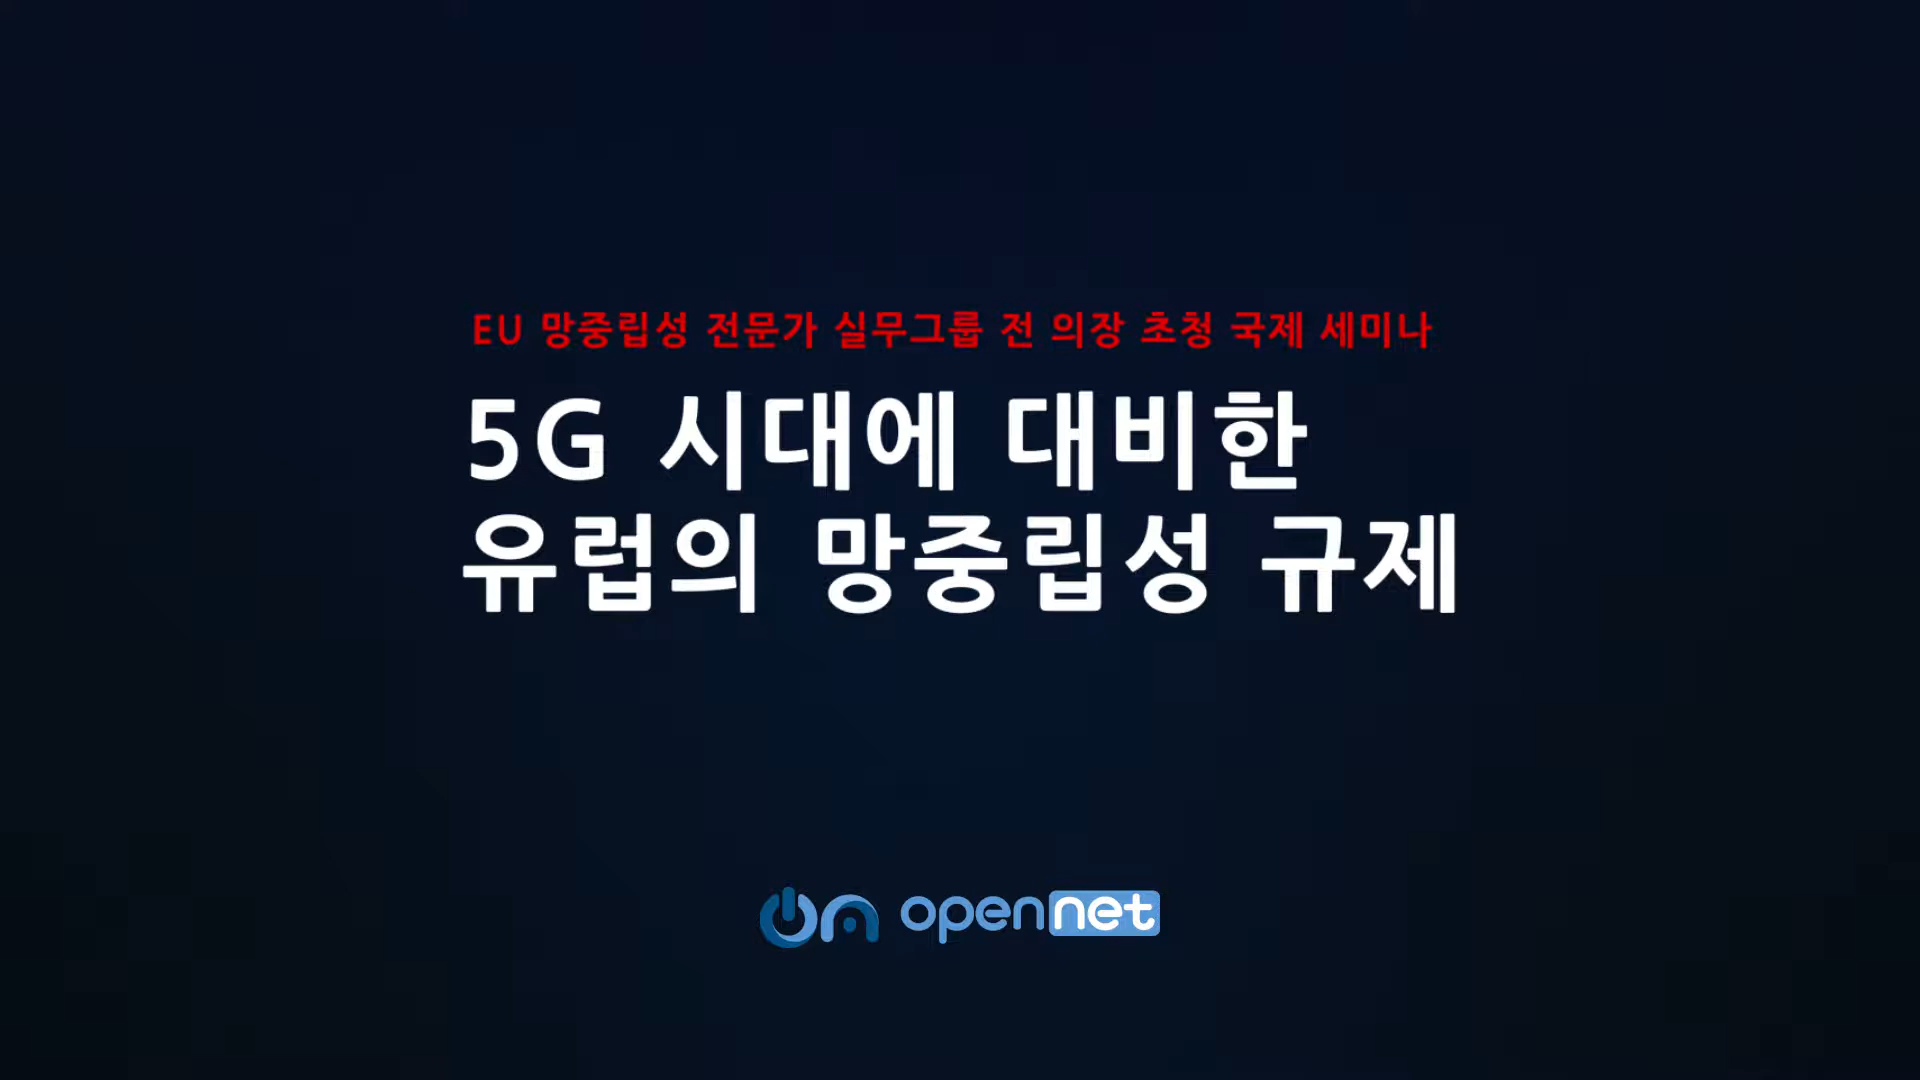 EU 망중립성 전문가 실무그룹 전 의장 초청 국제 세미나
5G 시대에 대비한
유럽의 망중립성 규제
opennet